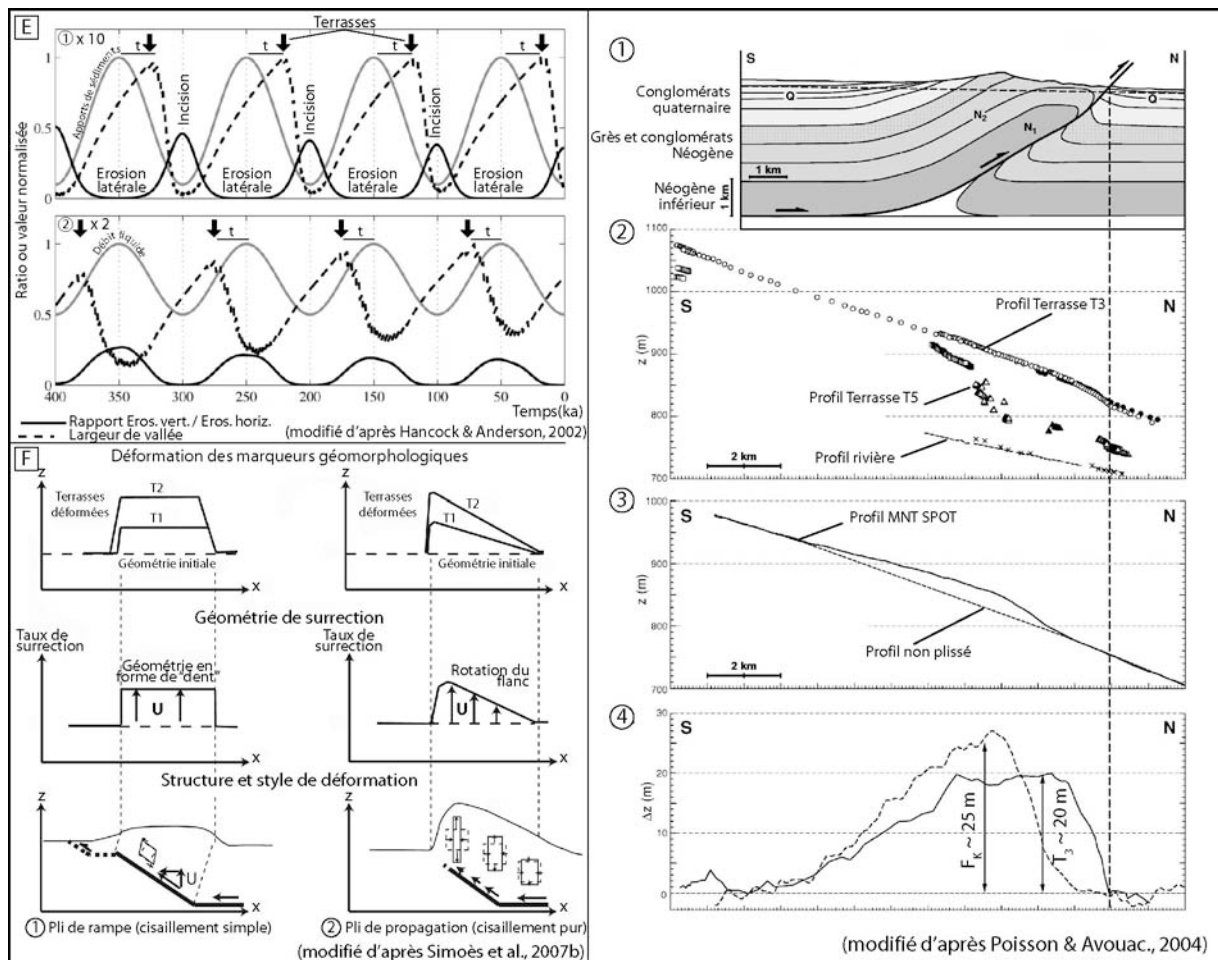 E
Terrasses
① x 10
t
t
t
t
1
Apports de sédiments
Incision
Incision
Incision
0.5
Erosion latérale
Erosion latérale
Erosion latérale
Erosion latérale
0
Ratio ou valeur normalisée
② x 2
t
t
t
t
1
Débit liquide
0.5
0
400
350
300
250
200
150
100
50
0
Temps(ka)
Rapport Eros. vert. / Eros. horiz.
Largeur de vallée
(modifié d'après Hancock & Anderson, 2002)
F
Déformation des marqueurs géomorphologiques
z
Terrasses déformées
T2
T1
Géométrie initiale
x
z
Terrasses déformées
T2
T1
Géométrie initiale
x
Géométrie de surrection
Taux de surrection
Géométrie en forme de "dent"
U
x
Taux de surrection
Rotation du flanc
U
x
Structure et style de déformation
z
U
x
z
x
① Pli de rampe (cisaillement simple)
② Pli de propagation (cisaillement pur)
(modifié d'après Simoès et al., 2007b)
①
S
N
Conglomérats quaternaire
Q
Q
N2
N1
Grès et conglomérats Néogène
1 km
Néogène inférieur
1 km
②
1100
1000
900
800
700
z (m)
S
N
Profil Terrasse T3
Profil Terrasse T5
Profil rivière
2 km
③
1000
900
800
700
z (m)
S
N
Profil MNT SPOT
Profil non plissé
2 km
④
30
20
10
0
Δz (m)
S
N
FK ~ 25 m
T3 ~ 20 m
(modifié d'après Poisson & Avouac., 2004)